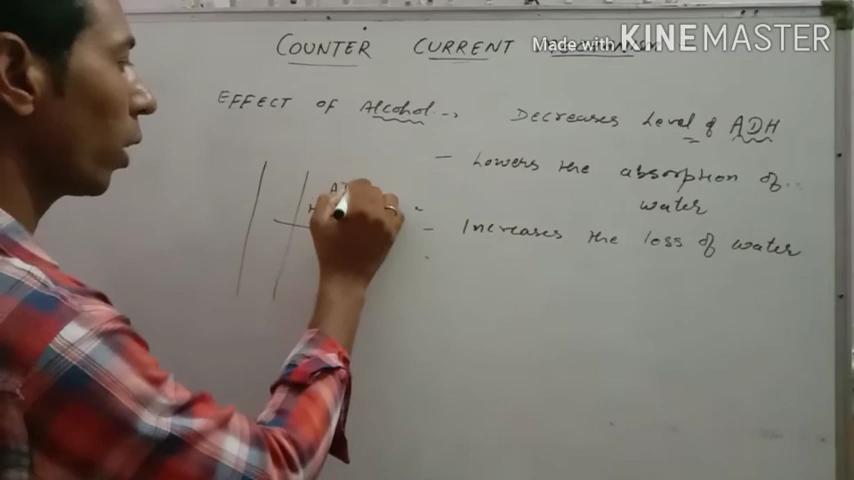 COUNTER CURRENT
Made with KINEMASTER
EFFECT OF Alcohol.. Decreases Level of ADH
- Lowers the absorption of..
water
- Increases the loss of water